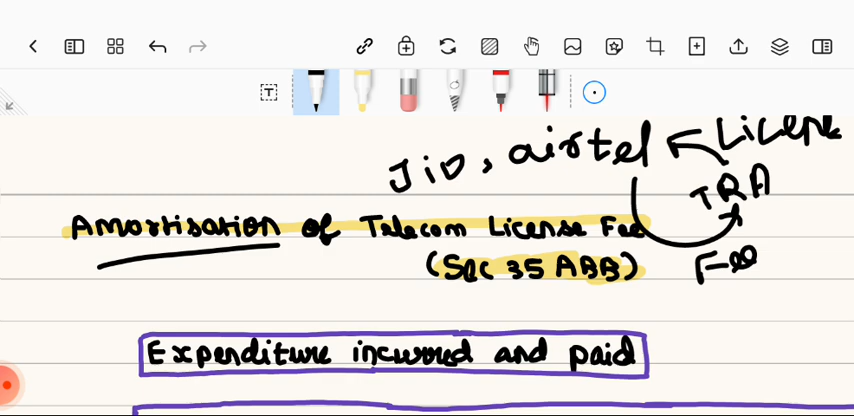 License
Jio, airtel
TRA
Amortisation of Telecom License Fee
(Sec 35 ABB)
Fee
Expenditure incurred and paid